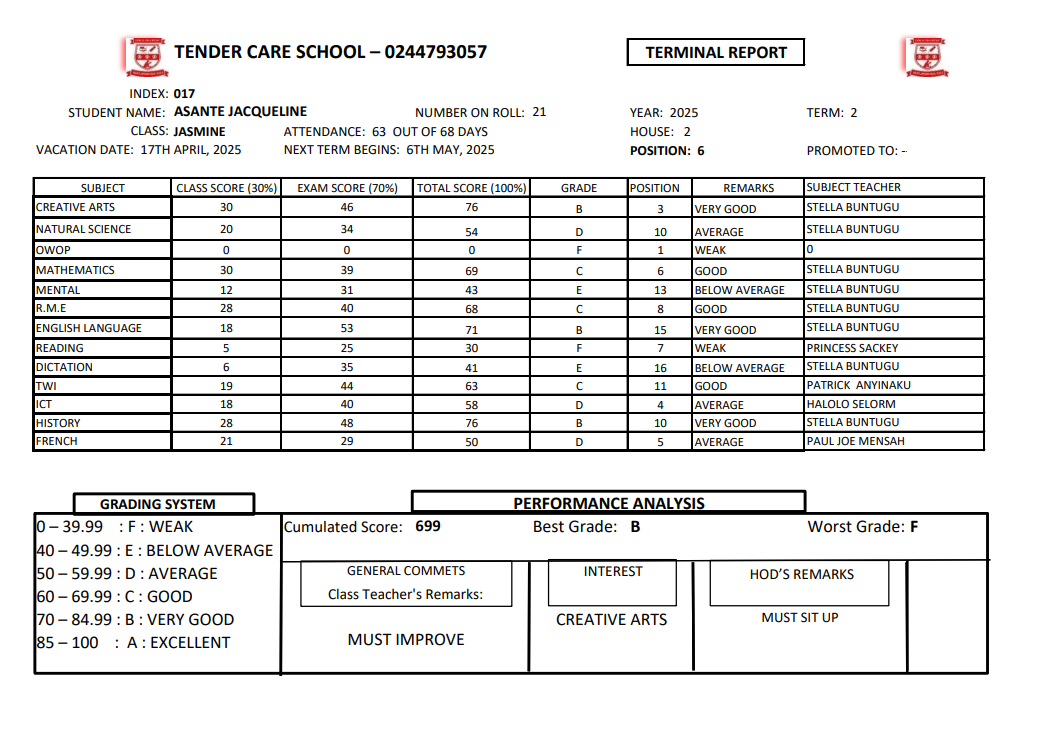 TENDER CARE SCHOOL – 0244793057 TERMINAL REPORT
INDEX: 017
STUDENT NAME: ASANTE JACQUELINE NUMBER ON ROLL: 21 YEAR: 2025 TERM: 2
CLASS: JASMINE ATTENDANCE: 63 OUT OF 68 DAYS HOUSE: 2
VACATION DATE: 17TH APRIL, 2025 NEXT TERM BEGINS: 6TH MAY, 2025 POSITION: 6 PROMOTED TO: --
SUBJECT CLASS SCORE (30%) EXAM SCORE (70%) TOTAL SCORE (100%) GRADE POSITION REMARKS SUBJECT TEACHER
CREATIVE ARTS 30 46 76 B 3 VERY GOOD STELLA BUNTUGU
NATURAL SCIENCE 20 34 54 D 10 AVERAGE STELLA BUNTUGU
OWOP 0 0 0 F 1 WEAK 0
MATHEMATICS 30 39 69 C 6 GOOD STELLA BUNTUGU
MENTAL 12 31 43 E 13 BELOW AVERAGE STELLA BUNTUGU
R.M.E 28 40 68 C 8 GOOD STELLA BUNTUGU
ENGLISH LANGUAGE 18 53 71 B 15 VERY GOOD STELLA BUNTUGU
READING 5 25 30 F 7 WEAK PRINCESS SACKEY
DICTATION 6 35 41 E 16 BELOW AVERAGE STELLA BUNTUGU
TWI 19 44 63 C 11 GOOD PATRICK ANYINAKU
ICT 18 40 58 D 4 AVERAGE HALOLO SELORM
HISTORY 28 48 76 B 10 VERY GOOD STELLA BUNTUGU
FRENCH 21 29 50 D 5 AVERAGE PAUL JOE MENSAH
GRADING SYSTEM
0 – 39.99 : F : WEAK
40 – 49.99 : E : BELOW AVERAGE
50 – 59.99 : D : AVERAGE
60 – 69.99 : C : GOOD
70 – 84.99 : B : VERY GOOD
85 – 100 : A : EXCELLENT
PERFORMANCE ANALYSIS
Cumulated Score: 699 Best Grade: B Worst Grade: F
GENERAL COMMETS
Class Teacher's Remarks:
MUST IMPROVE
INTEREST
CREATIVE ARTS
HOD'S REMARKS
MUST SIT UP